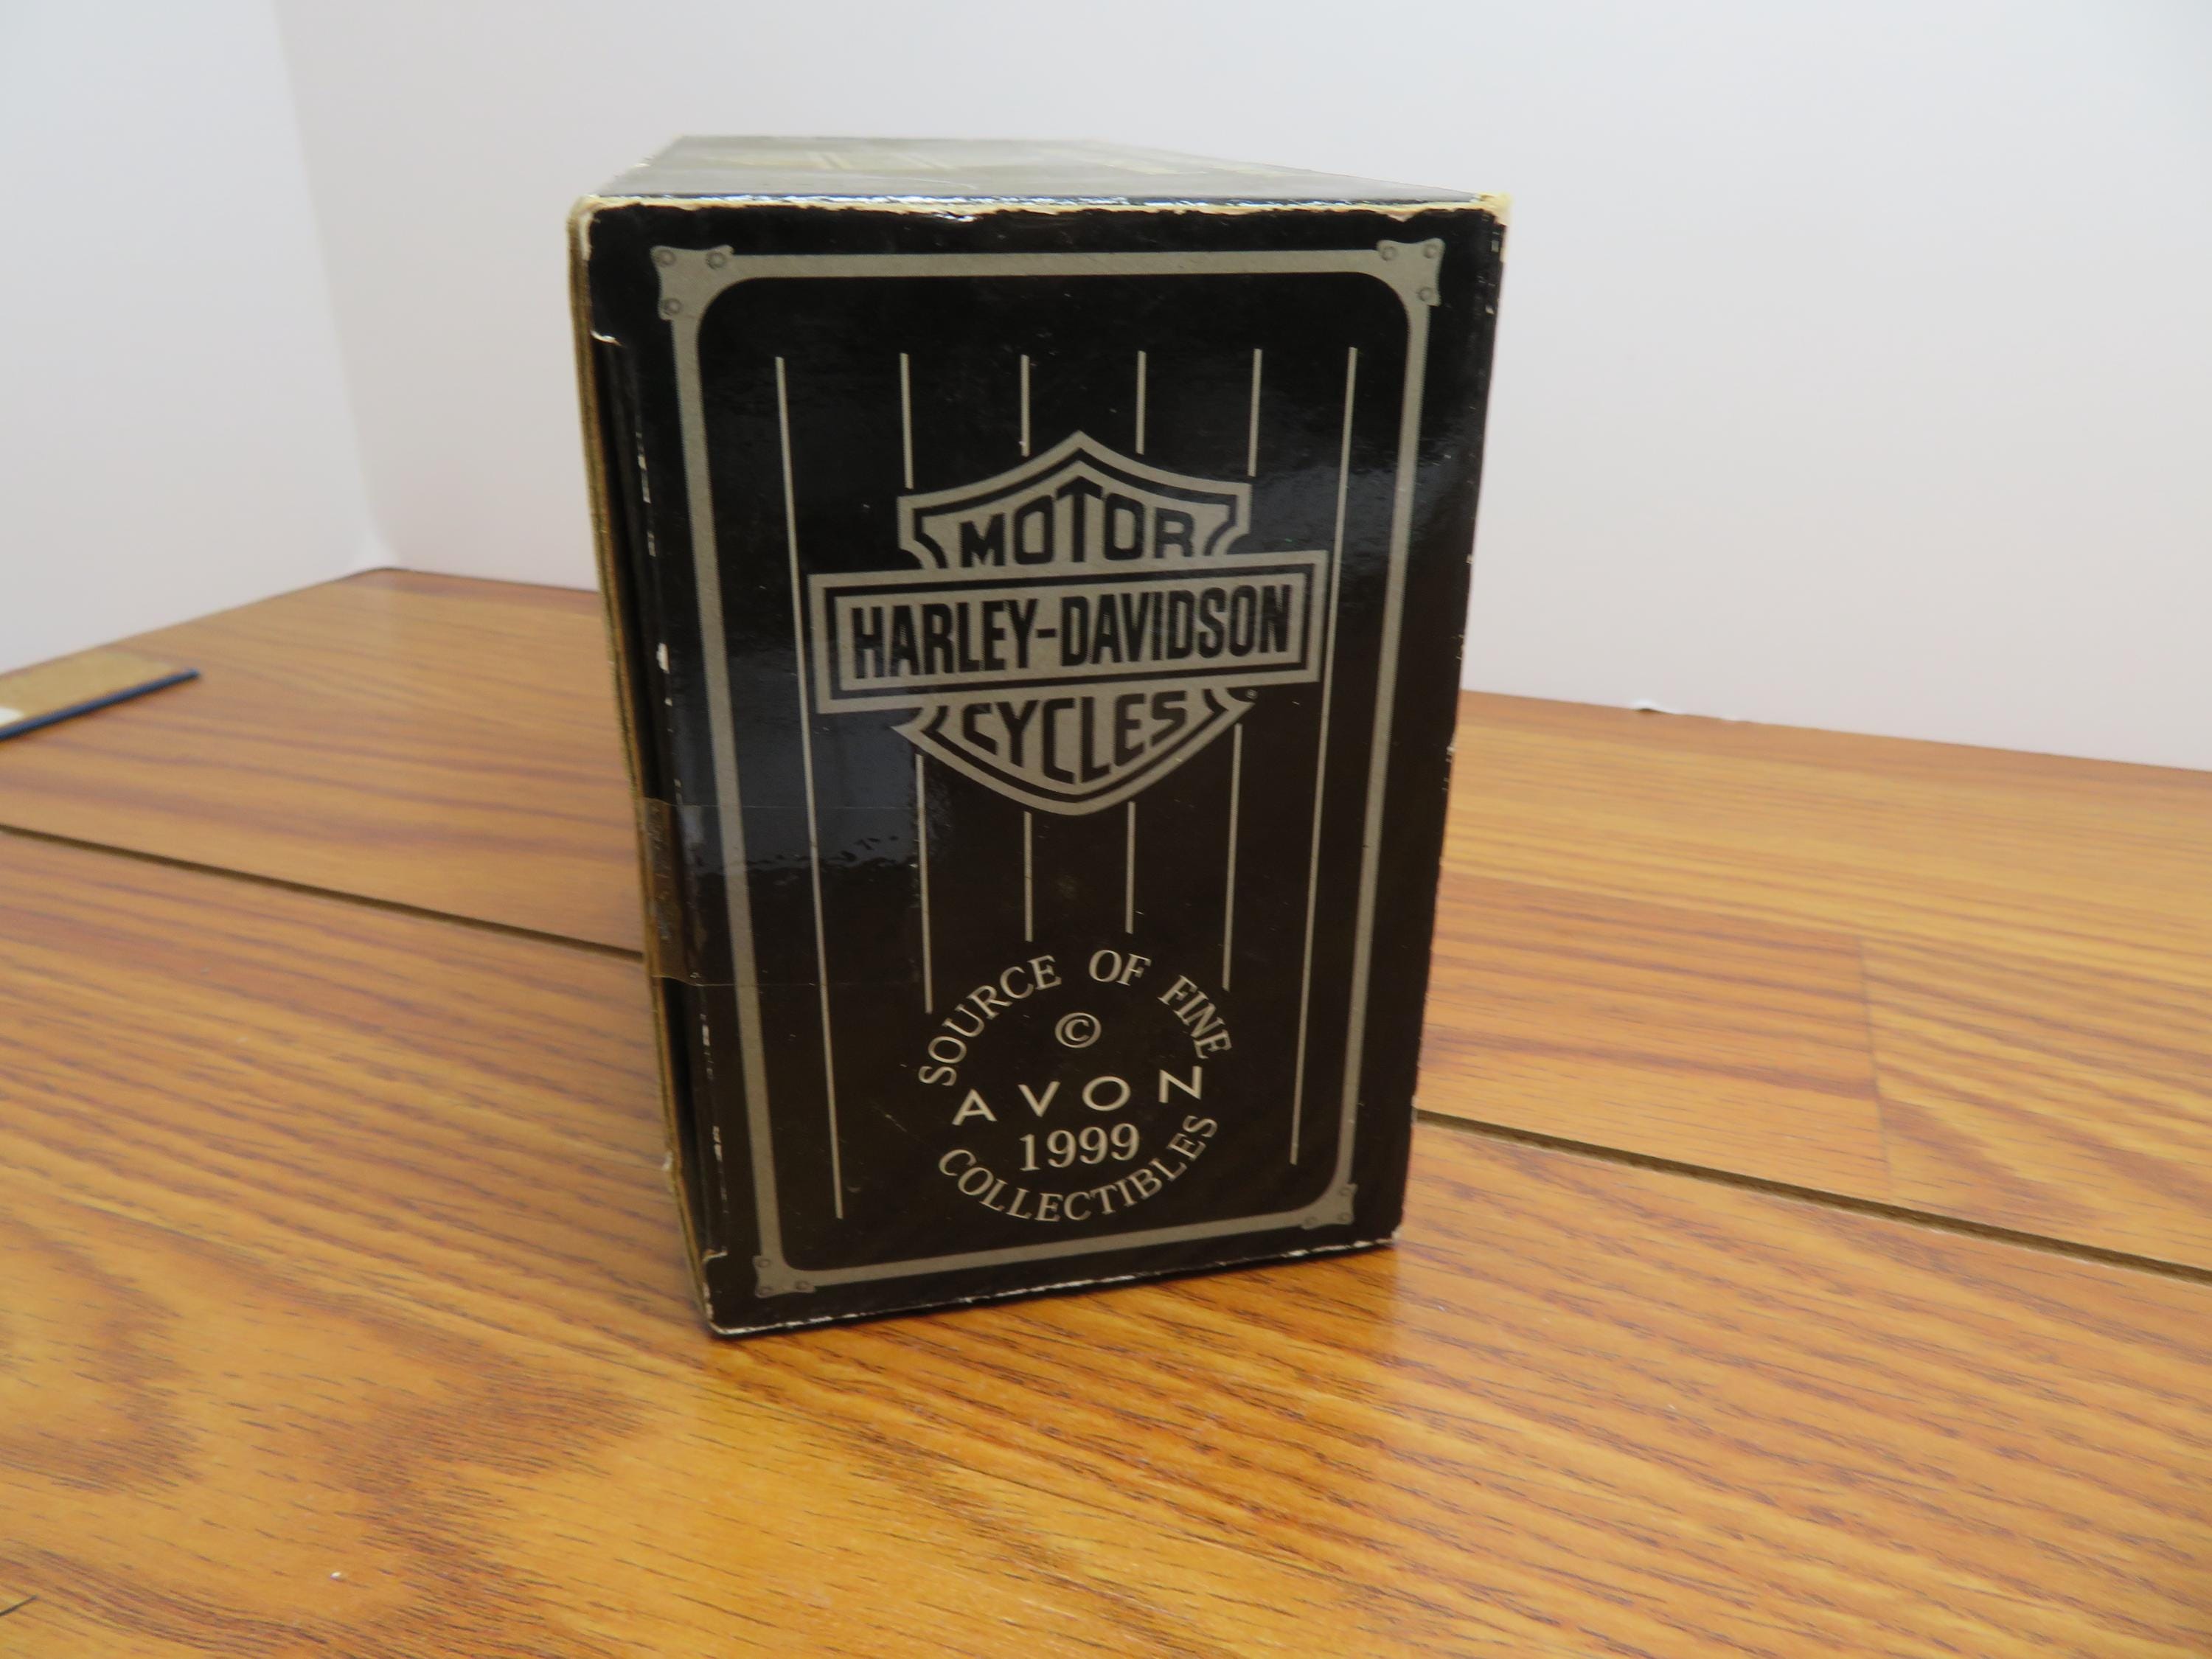 MOTOR
HARLEY-DAVIDSON
CYCLES
SOURCE OF FINE
©
AVON
1999
COLLECTIBLES